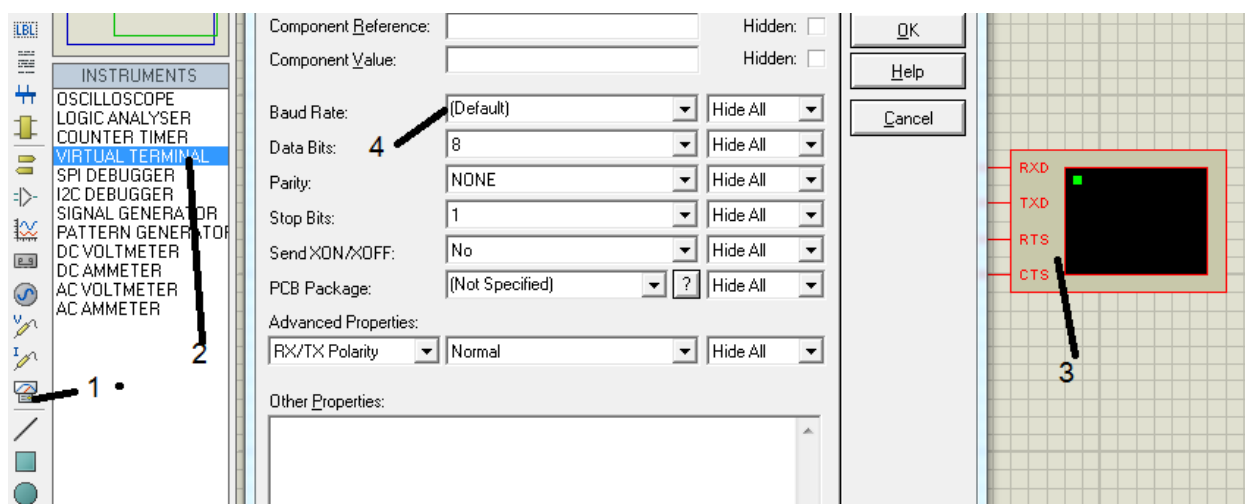 LBL
INSTRUMENTS
OSCILLOSCOPE
LOGIC ANALYSER
COUNTER TIMER
VIRTUAL TERMINAL
SPI DEBUGGER
I2C DEBUGGER
SIGNAL GENERATOR
PATTERN GENERATOR
DC VOLTMETER
DC AMMETER
AC VOLTMETER
AC AMMETER
1
2
Component Reference: Hidden:
Component Value: Hidden:
Baud Rate: (Default) Hide All
4
Data Bits: 8 Hide All
Parity: NONE Hide All
Stop Bits: 1 Hide All
Send XON/XOFF: No Hide All
PCB Package: (Not Specified) ? Hide All
Advanced Properties:
RX/TX Polarity Normal Hide All
Other Properties:
OK
Help
Cancel
RXD
TXD
RTS
CTS
3